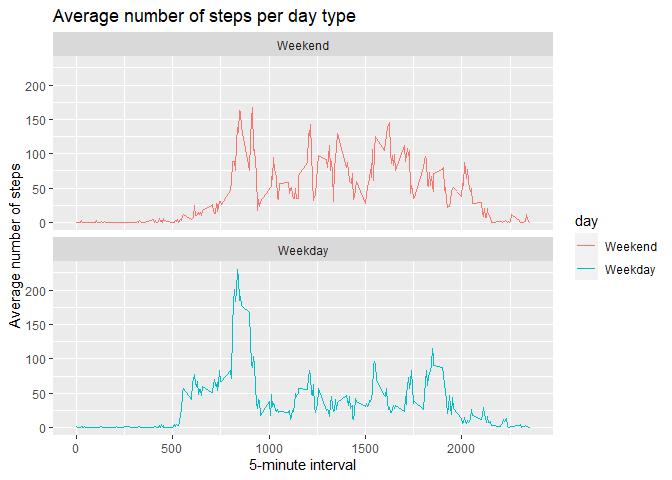 Average number of steps per day type
Weekend
200
150
100
50
0
Weekday
200
150
100
50
0
Average number of steps
0
500
1000
1500
2000
5-minute interval
day
Weekend
Weekday